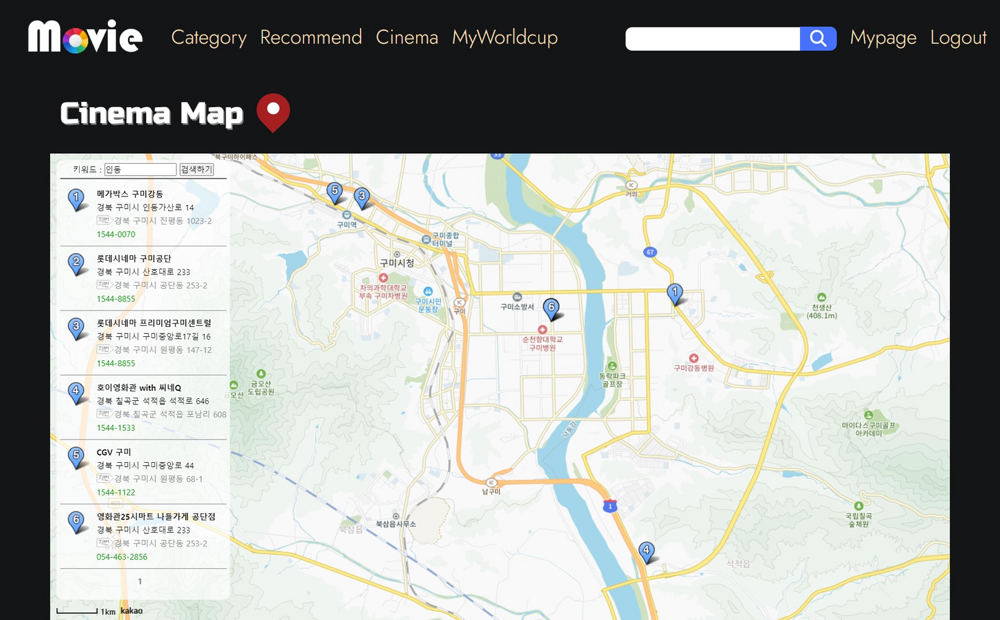 Movie
Category Recommend Cinema MyWorldcup
Mypage Logout
Cinema Map
키워드 : 인동 검색하기
1
메가박스 구미강동
경북 구미시 인동가산로 14
지번 경북 구미시 진평동 1023-2
1544-0070
2
롯데시네마 구미공단
경북 구미시 산호대로 233
지번 경북 구미시 공단동 253-2
1544-8855
3
롯데시네마 프리미엄구미센트럴
경북 구미시 구미중앙로17길 16
지번 경북 구미시 원평동 147-12
1544-8855
4
호이영화관 with 씨네Q
경북 칠곡군 석적읍 석적로 646
지번 경북 칠곡군 석적읍 포남리 608
1544-1533
5
CGV 구미
경북 구미시 구미중앙로 44
지번 경북 구미시 원평동 68-1
1544-1122
6
영화관25시마트 나들가게 공단점
경북 구미시 산호대로 233
지번 경북 구미시 공단동 253-2
054-463-2856
1
1km kakao
북구미하이패스
33
5
3
구미역
구미종합
터미널
구미시청
차의과학대학교
부속 구미차병원
구미시민
운동장
IC
구미
구미소방서
6
순천향대학교
구미병원
IC
거의
67
1
천생산
(408.1m)
구미강동병원
동락파크
골프장
금오산
도립공원
금오산
낙동강
마이다스구미골프
아카데미
IC
남구미
1
북삼읍
북삼읍사무소
국립칠곡
숲체원
4
석적읍